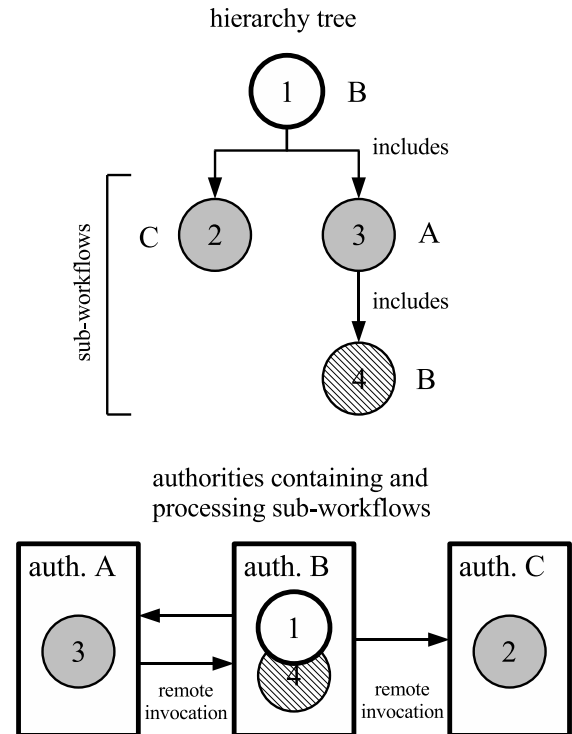 hierarchy tree
1 B
includes
C 2 3 A
sub-workflows
includes
4 B
authorities containing and
processing sub-workflows
auth. A auth. B auth. C
3 1 2
4
remote
invocation
remote
invocation